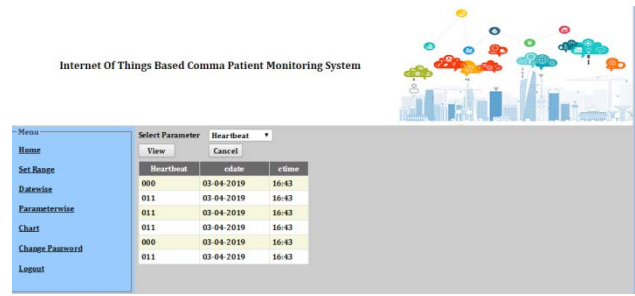 Internet Of Things Based Comma Patient Monitoring System
Menu
Home
Set Range
Datewise
Parameterwise
Chart
Change Password
Logout
Select Parameter Heartbeat
View Cancel
Heartbeat cdate ctime
000 03-04-2019 16:43
011 03-04-2019 16:43
011 03-04-2019 16:43
011 03-04-2019 16:43
000 03-04-2019 16:43
011 03-04-2019 16:43